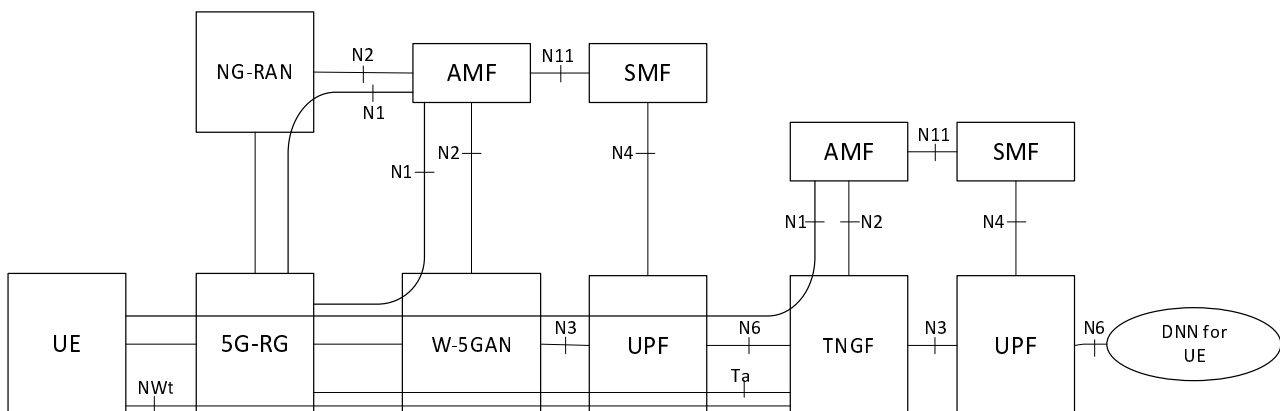 NG-RAN
N2
AMF
N11
SMF
N1
N1
N2
N4
AMF
N11
SMF
N1
N2
N4
UE
5G-RG
W-5GAN
N3
UPF
N6
TNGF
N3
UPF
N6
DNN for
UE
NWt
Ta